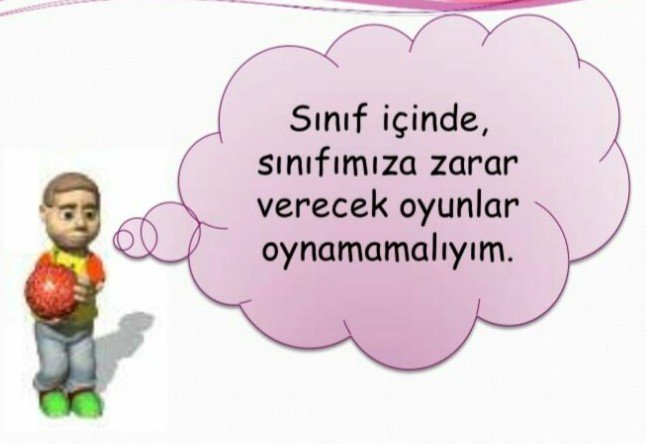 Sınıf içinde,
sınıfımıza zarar
verecek oyunlar
oynamamalıyım.